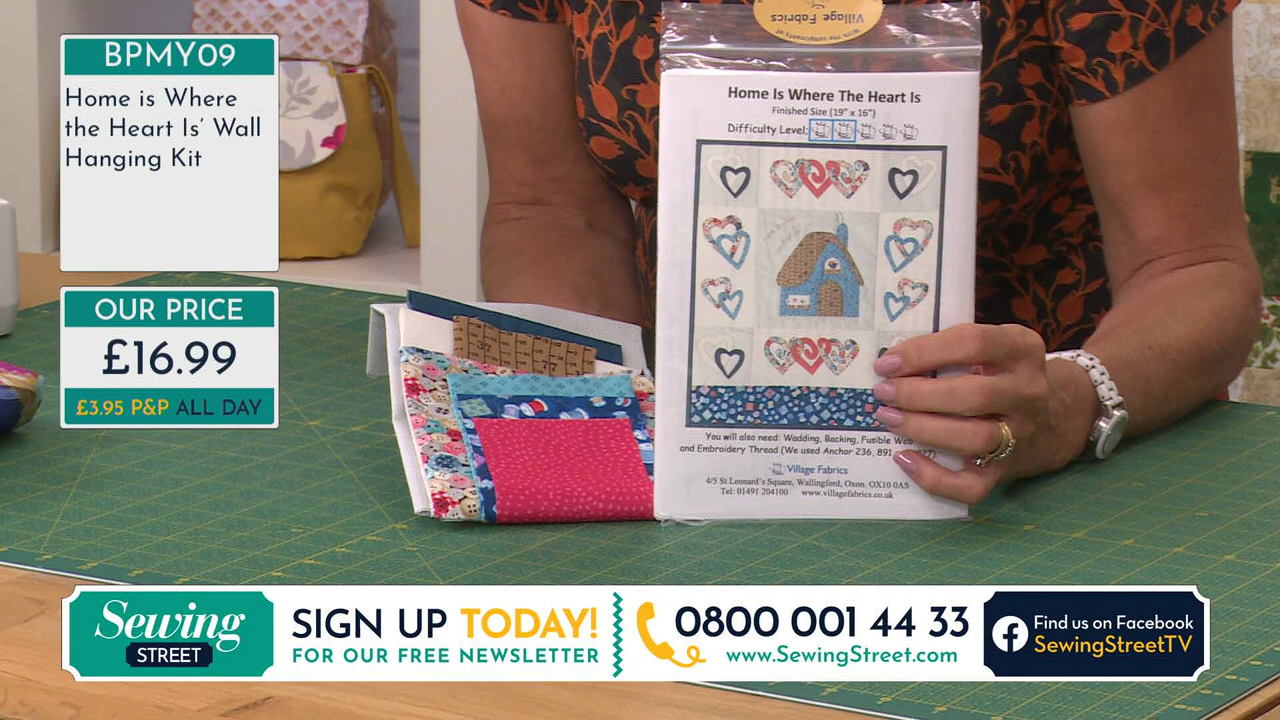 BPMY09
Home is Where
the Heart Is’ Wall
Hanging Kit
OUR PRICE
£16.99
£3.95 P&P ALL DAY
Village Fabrics
With the compliments of
Home Is Where The Heart Is
Finished Size (19" x 16")
Difficulty Level:
You will also need: Wadding, Backing, Fusible Web
and Embroidery Thread (We used Anchor 236, 891
Village Fabrics
4/5 St Leonard's Square, Wallingford, Oxon. OX10 0AS
Tel: 01491 204100 www.villagefabrics.co.uk
Sewing
STREET
SIGN UP TODAY!
FOR OUR FREE NEWSLETTER
0800 001 44 33
www.SewingStreet.com
Find us on Facebook
SewingStreetTV